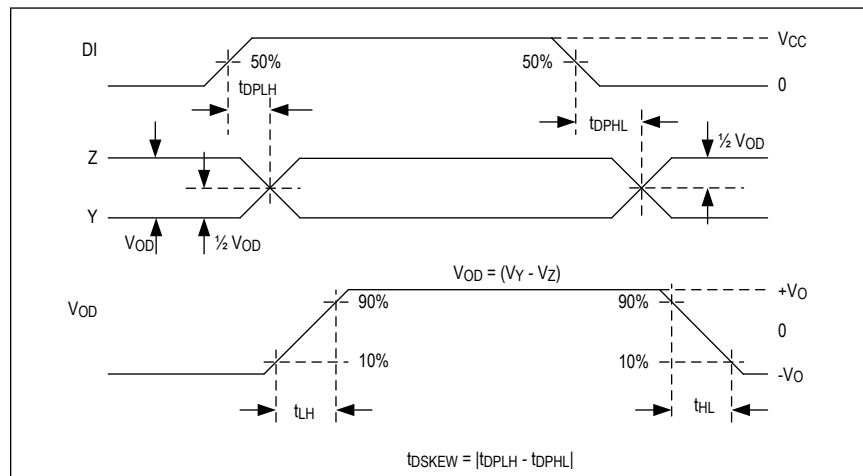 DI
50%
50%
VCC
0
tDPLH
tDPHL
½ VOD
Z
Y
VOD
½ VOD
VOD = (VY - VZ)
VOD
90%
90%
+VO
0
10%
10%
-VO
tLH
tHL
tDSKEW = |tDPLH - tDPHL|